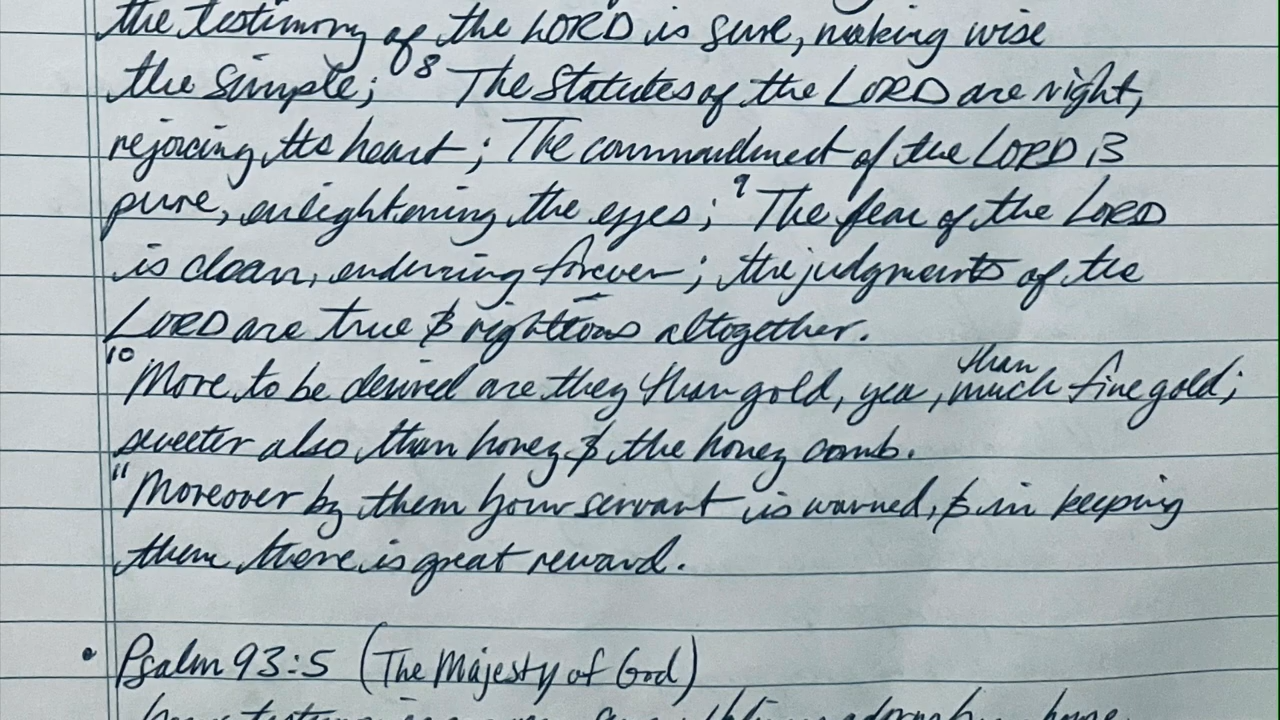 the testimony of the LORD is sure, making wise
the simple; 8 The Statutes of the LORD are right,
rejoicing the heart; The commandment of the LORD is
pure, enlightening the eyes; 9 The fear of the LORD
is clean, enduring forever; the judgments of the
LORD are true & righteous altogether.
10 More to be desired are they than gold, yea, than much fine gold;
sweeter also than honey & the honey comb.
11 Moreover by them your servant is warned, & in keeping
them there is great reward.
• Psalm 93:5 (The Majesty of God)